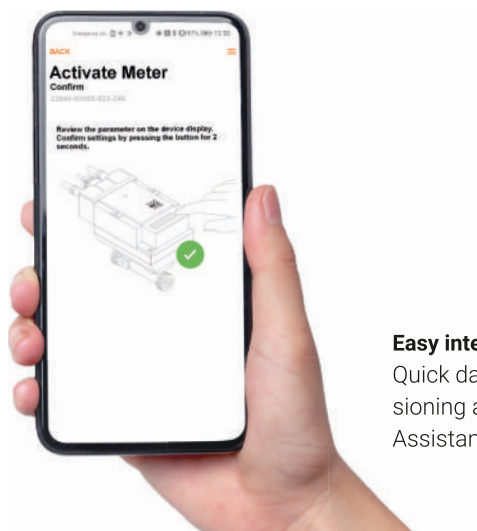 BACK
Activate Meter
Confirm
Review the parameter on the device display.
Confirm settings by pressing the button for 2
seconds.
Easy inte
Quick da
sioning a
Assistan